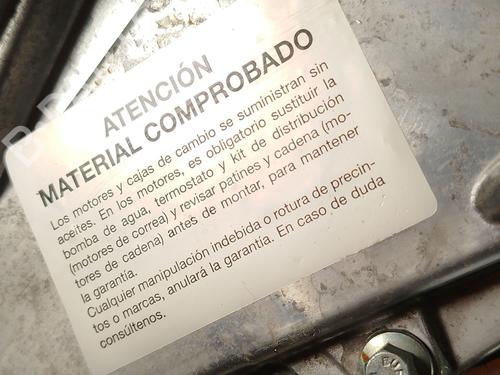 ATENCIÓN
MATERIAL COMPROBADO
Los motores y cajas de cambio se suministran sin
aceites. En los motores, es obligatorio sustituir la
bomba de agua, termostato y kit de distribución
(motores de correa) y revisar patines y cadena (mo-
tores de cadena) antes de montar, para mantener
la garantía.
Cualquier manipulación indebida o rotura de precin-
tos o marcas, anulará la garantía. En caso de duda
consúltenos.